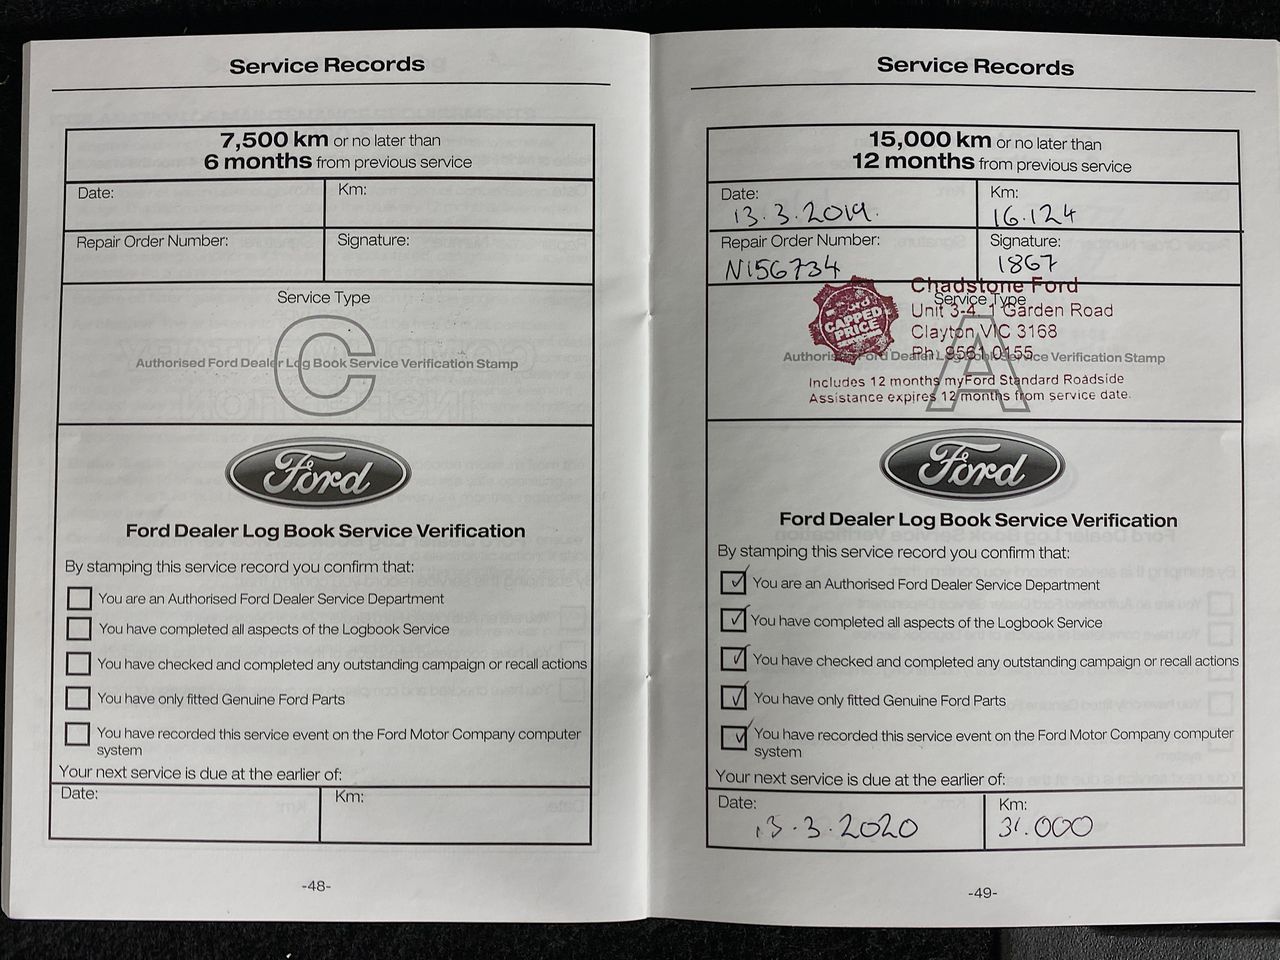 Service Records
7,500 km or no later than
6 months from previous service
Date:
Km:
Repair Order Number:
Signature:
Service Type
C
Authorised Ford Dealer Log Book Service Verification Stamp
Ford
Ford Dealer Log Book Service Verification
By stamping this service record you confirm that:
You are an Authorised Ford Dealer Service Department
You have completed all aspects of the Logbook Service
You have checked and completed any outstanding campaign or recall actions
You have only fitted Genuine Ford Parts
You have recorded this service event on the Ford Motor Company computer
system
Your next service is due at the earlier of:
Date:
Km:
-48-
Service Records
15,000 km or no later than
12 months from previous service
Date:
13.3.2019.
Km:
16.124
Repair Order Number:
N156734
Signature:
1867
Service Type
A
Authorised Ford Dealer Log Book Service Verification Stamp
Ford
CAPPED
PRICE
Chadstone Ford
Unit 3-4, 1 Garden Road
Clayton VIC 3168
Ph: 9561 0155
Includes 12 months myFord Standard Roadside
Assistance expires 12 months from service date.
Ford
Ford Dealer Log Book Service Verification
By stamping this service record you confirm that:
You are an Authorised Ford Dealer Service Department
You have completed all aspects of the Logbook Service
You have checked and completed any outstanding campaign or recall actions
You have only fitted Genuine Ford Parts
You have recorded this service event on the Ford Motor Company computer
system
Your next service is due at the earlier of:
Date:
13.3.2020
Km:
31.000
-49-